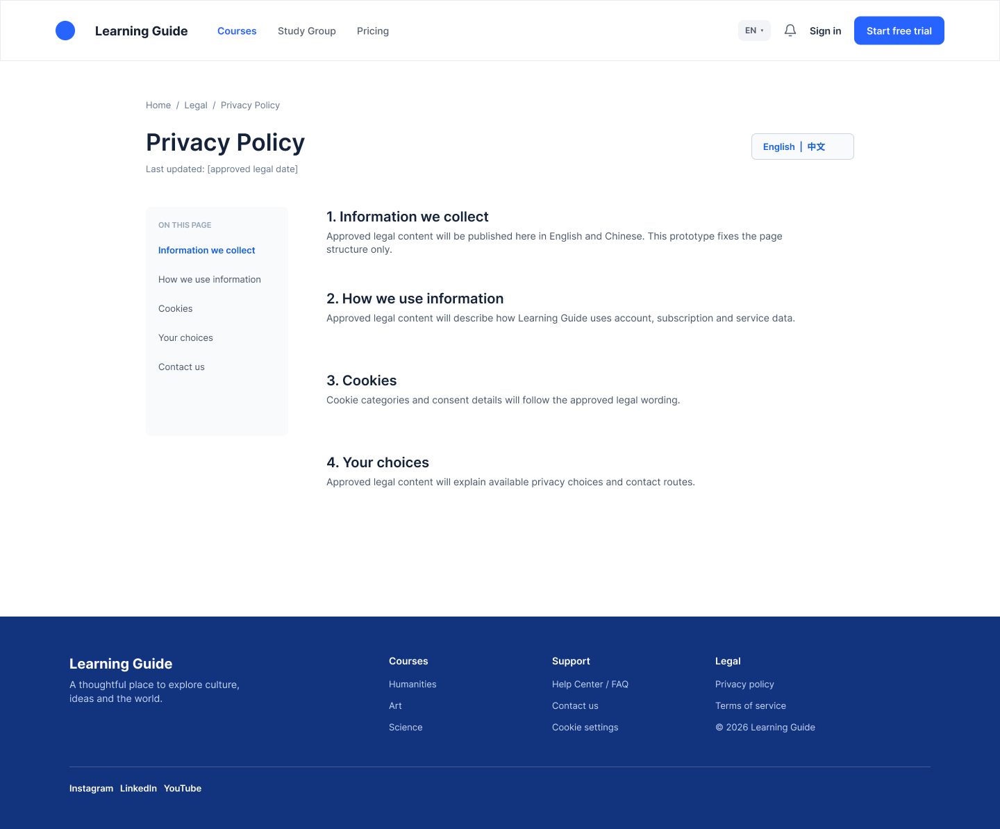 Learning Guide
Courses
Study Group
Pricing
EN
Sign in
Start free trial
Home / Legal / Privacy Policy
Privacy Policy
English | 中文
Last updated: [approved legal date]
ON THIS PAGE
Information we collect
How we use information
Cookies
Your choices
Contact us
1. Information we collect
Approved legal content will be published here in English and Chinese. This prototype fixes the page
structure only.
2. How we use information
Approved legal content will describe how Learning Guide uses account, subscription and service data.
3. Cookies
Cookie categories and consent details will follow the approved legal wording.
4. Your choices
Approved legal content will explain available privacy choices and contact routes.
Learning Guide
A thoughtful place to explore culture,
ideas and the world.
Courses
Humanities
Art
Science
Support
Help Center / FAQ
Contact us
Cookie settings
Legal
Privacy policy
Terms of service
© 2026 Learning Guide
Instagram LinkedIn YouTube